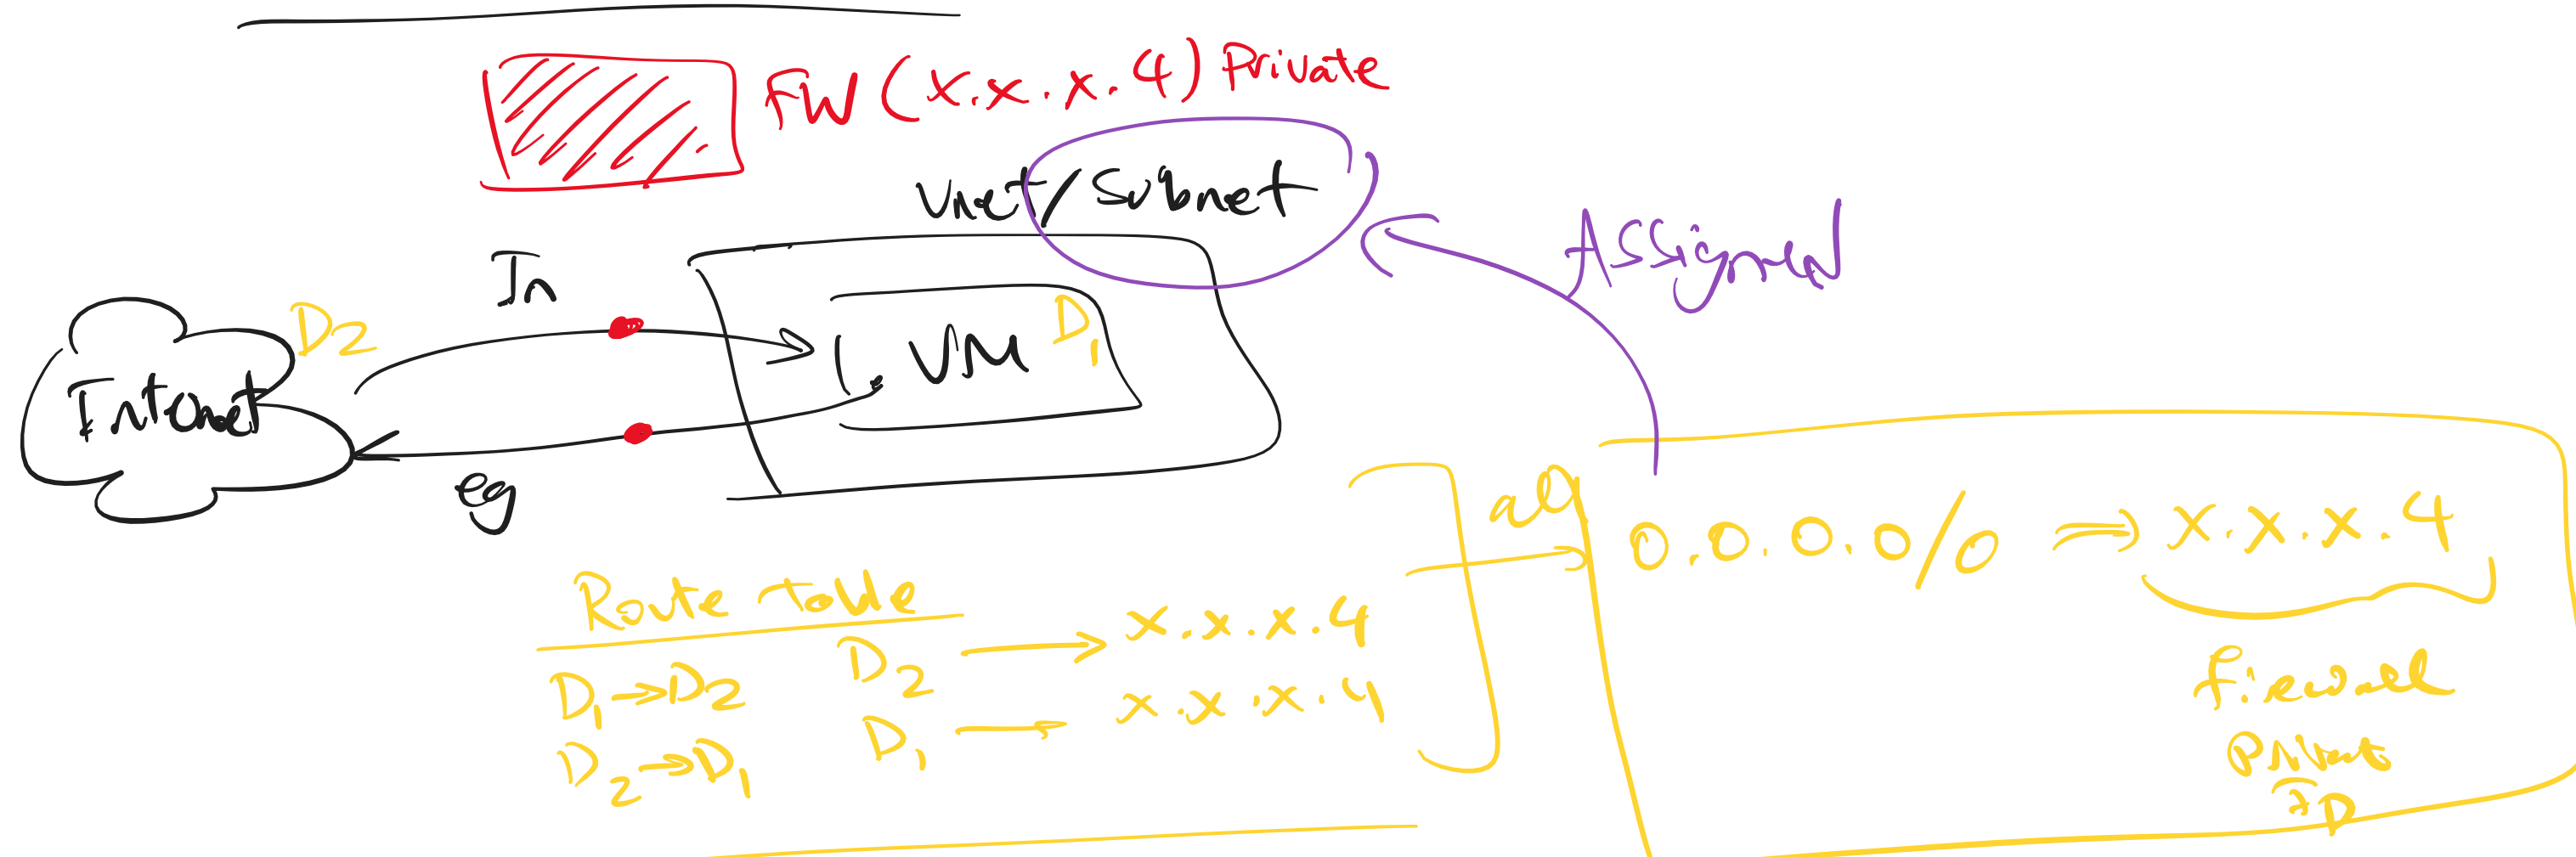 FW (x.x.x.4) Private
Vnet/Subnet
Assigned
In
D2
Internet
VM
D1
eg
all
0.0.0.0/0 ⇒ x.x.x.4
Route table
D1→D2 D2 → x.x.x.4
D2→D1 D1 → x.x.x.4
firewall
Private
IP